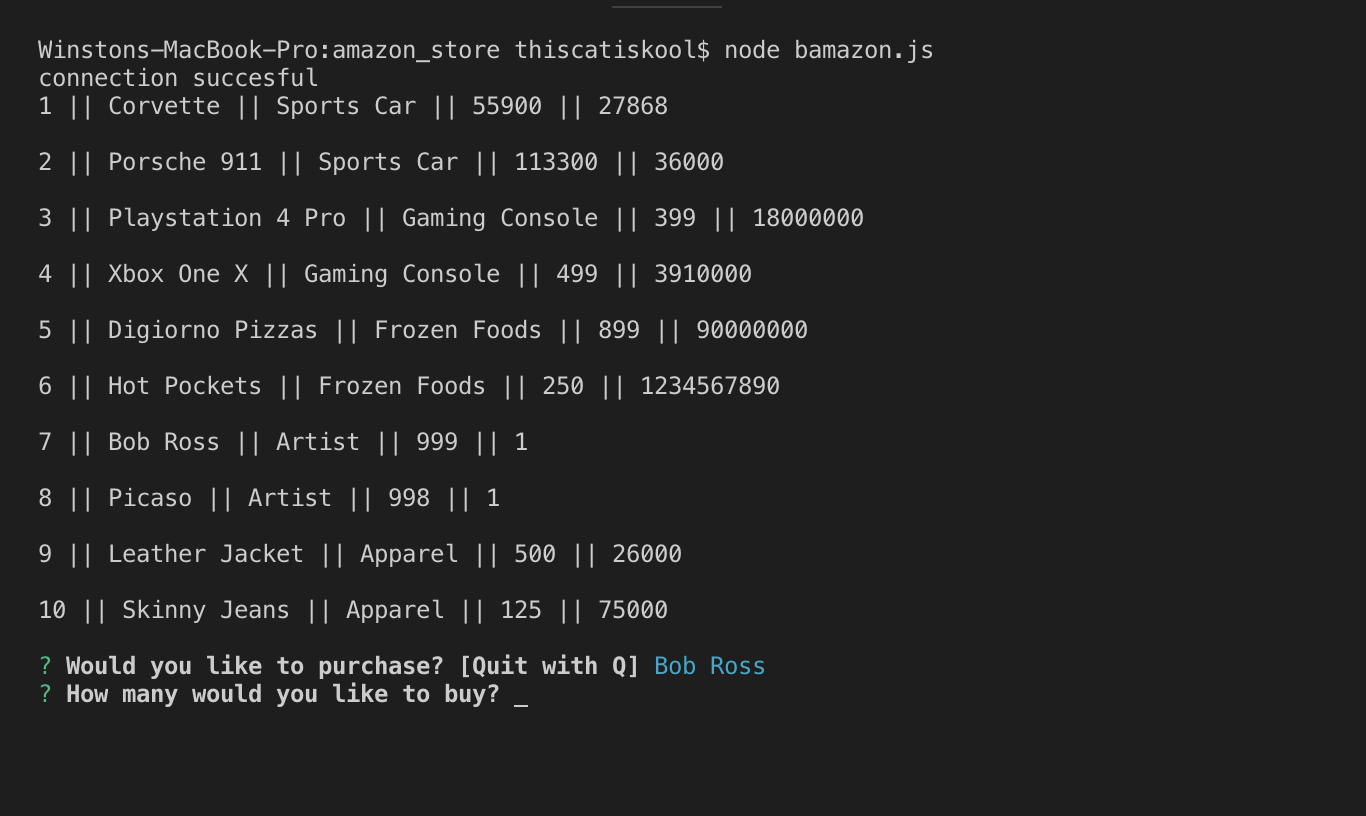 Winstons-MacBook-Pro:amazon_store thiscatiskool$ node bamazon.js
connection succesful
1 || Corvette || Sports Car || 55900 || 27868
2 || Porsche 911 || Sports Car || 113300 || 36000
3 || Playstation 4 Pro || Gaming Console || 399 || 18000000
4 || Xbox One X || Gaming Console || 499 || 3910000
5 || Digiorno Pizzas || Frozen Foods || 899 || 90000000
6 || Hot Pockets || Frozen Foods || 250 || 1234567890
7 || Bob Ross || Artist || 999 || 1
8 || Picaso || Artist || 998 || 1
9 || Leather Jacket || Apparel || 500 || 26000
10 || Skinny Jeans || Apparel || 125 || 75000
? Would you like to purchase? [Quit with Q] Bob Ross
? How many would you like to buy? _